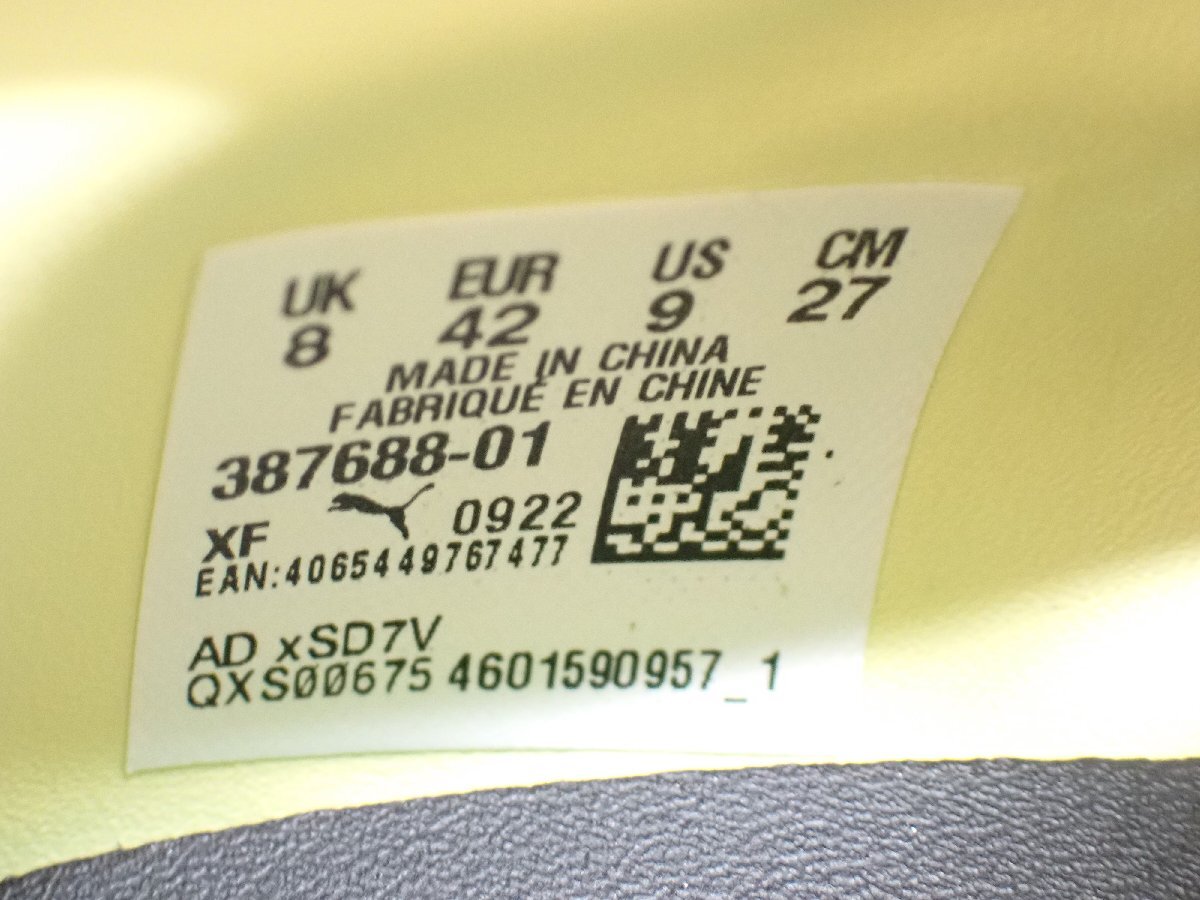 UK EUR US CM
8 42 9 27
MADE IN CHINA
FABRIQUÉ EN CHINE
387688-01
XF 0922
EAN:4065449767477
AD xSD7V
QXS00675 4601590957_1